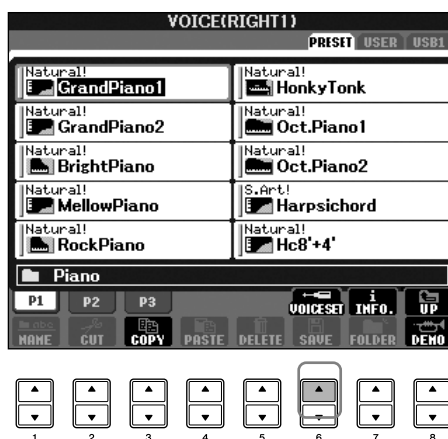 VOICE(RIGHT1)
PRESET USER USB1
Natural! Natural!
GrandPiano1 HonkyTonk
Natural! Natural!
GrandPiano2 Oct.Piano1
Natural! Natural!
BrightPiano Oct.Piano2
Natural! S.Art!
MellowPiano Harpsichord
Natural! Natural!
RockPiano Hc8'+4'
Piano
P1 P2 P3 VOICESET INFO. UP
NAME CUT COPY PASTE DELETE SAVE FOLDER DEMO
1 2 3 4 5 6 7 8